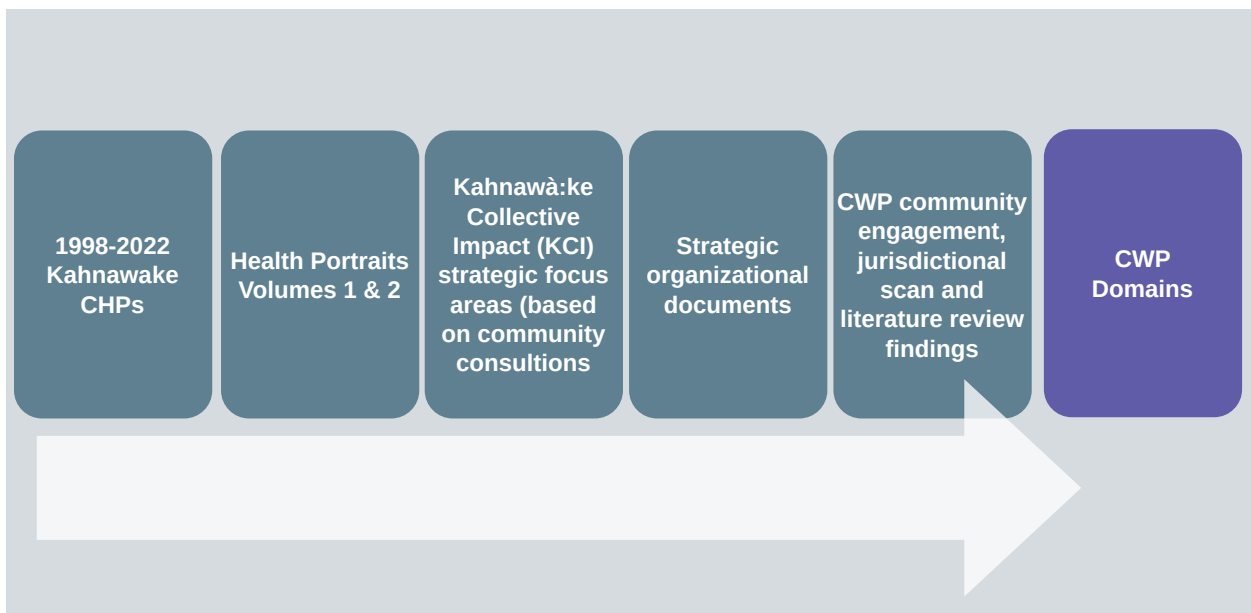 1998-2022
Kahnawake
CHPs
Health Portraits
Volumes 1 & 2
Kahnawà:ke
Collective
Impact (KCI)
strategic focus
areas (based
on community
consultions
Strategic
organizational
documents
CWP community
engagement,
jurisdictional
scan and
literature review
findings
CWP
Domains